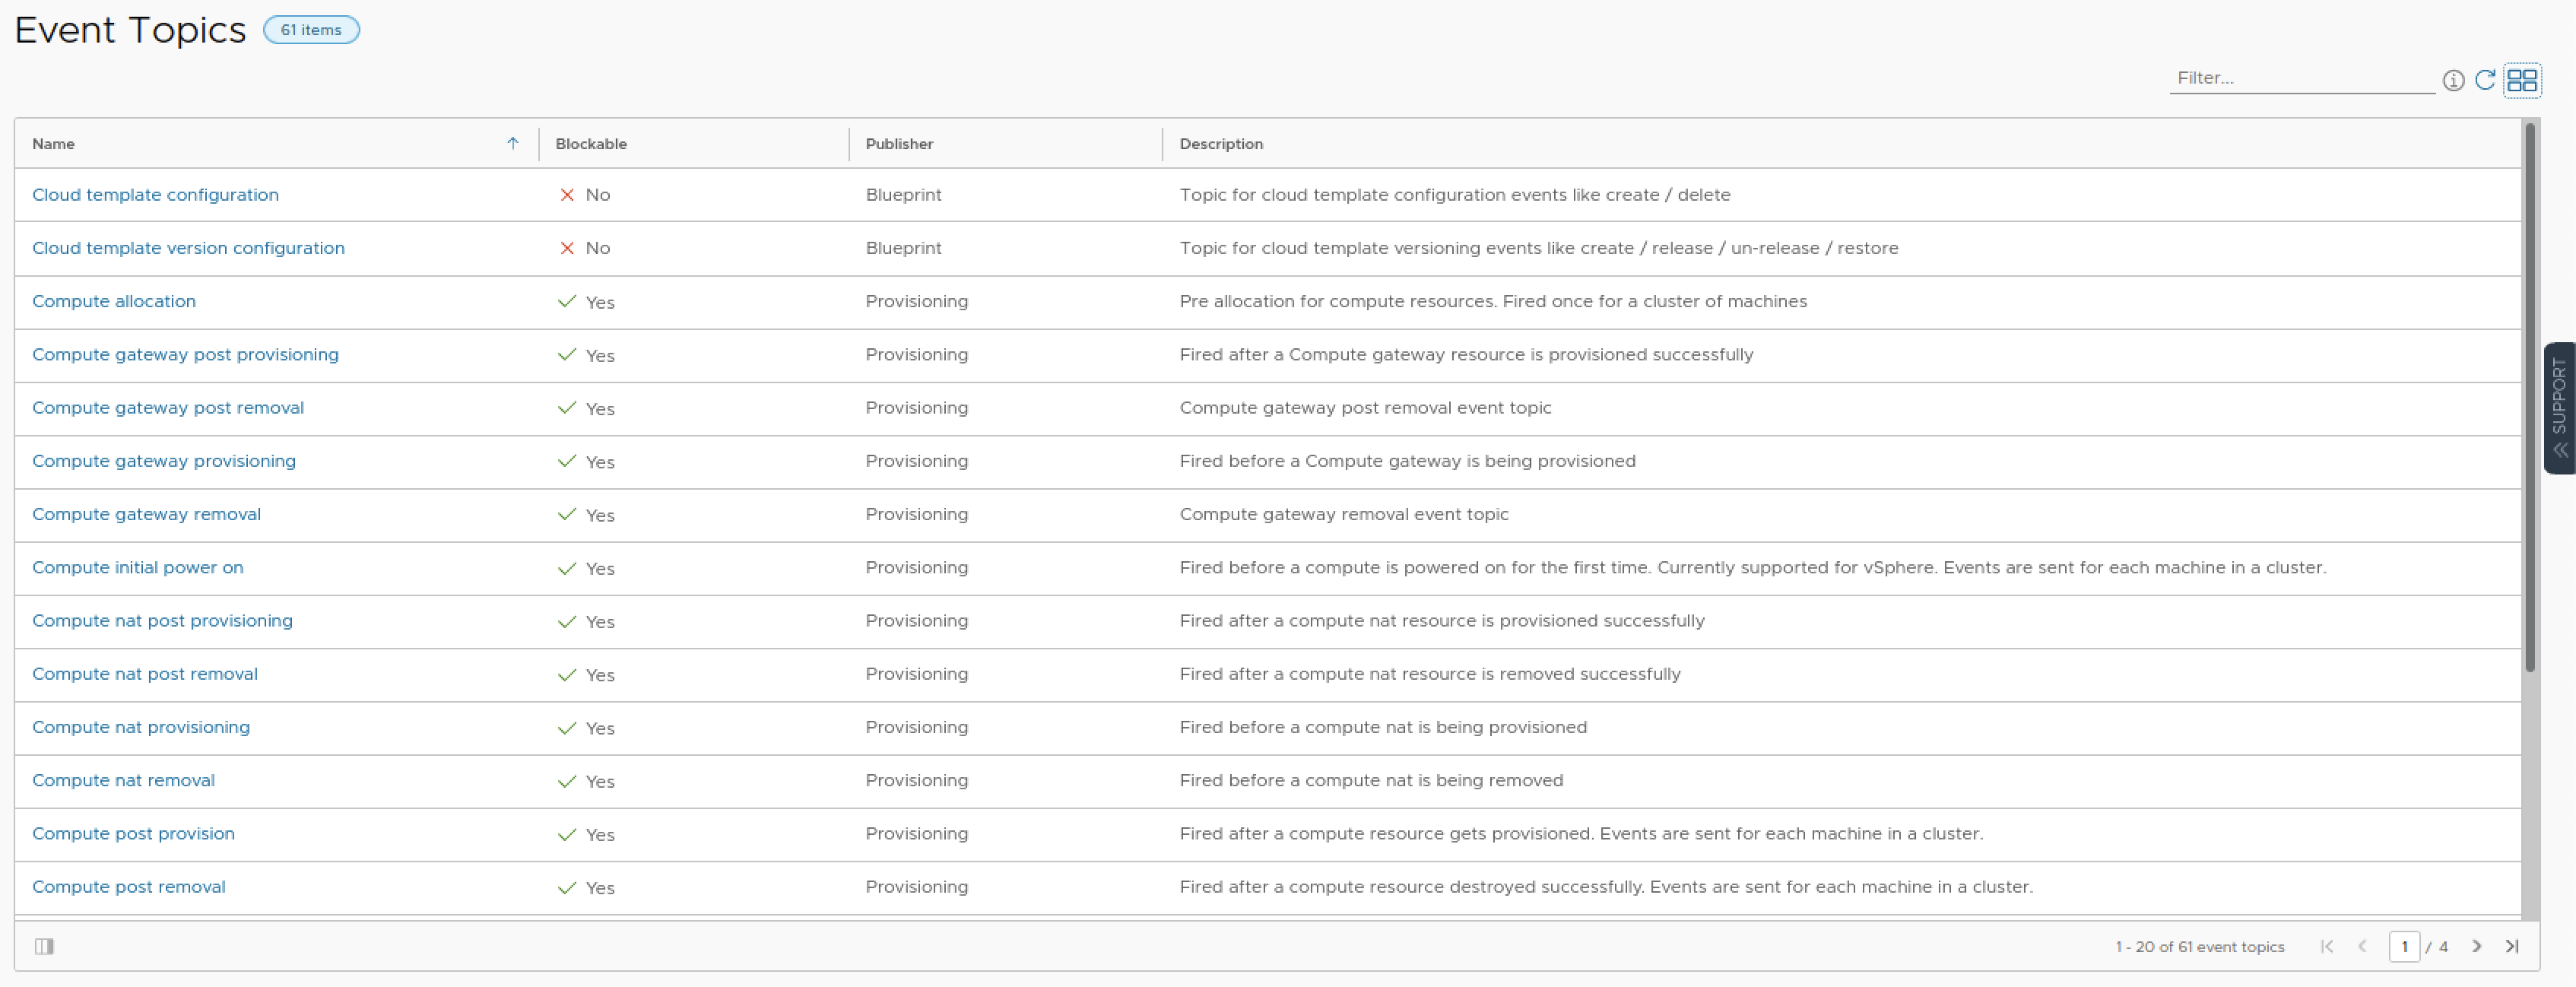 Event Topics 61 items
Filter...
Name Blockable Publisher Description
Cloud template configuration No Blueprint Topic for cloud template configuration events like create / delete
Cloud template version configuration No Blueprint Topic for cloud template versioning events like create / release / un-release / restore
Compute allocation Yes Provisioning Pre allocation for compute resources. Fired once for a cluster of machines
Compute gateway post provisioning Yes Provisioning Fired after a Compute gateway resource is provisioned successfully
Compute gateway post removal Yes Provisioning Compute gateway post removal event topic
Compute gateway provisioning Yes Provisioning Fired before a Compute gateway is being provisioned
Compute gateway removal Yes Provisioning Compute gateway removal event topic
Compute initial power on Yes Provisioning Fired before a compute is powered on for the first time. Currently supported for vSphere. Events are sent for each machine in a cluster.
Compute nat post provisioning Yes Provisioning Fired after a compute nat resource is provisioned successfully
Compute nat post removal Yes Provisioning Fired after a compute nat resource is removed successfully
Compute nat provisioning Yes Provisioning Fired before a compute nat is being provisioned
Compute nat removal Yes Provisioning Fired before a compute nat is being removed
Compute post provision Yes Provisioning Fired after a compute resource gets provisioned. Events are sent for each machine in a cluster.
Compute post removal Yes Provisioning Fired after a compute resource destroyed successfully. Events are sent for each machine in a cluster.
1 - 20 of 61 event topics 1 / 4
SUPPORT